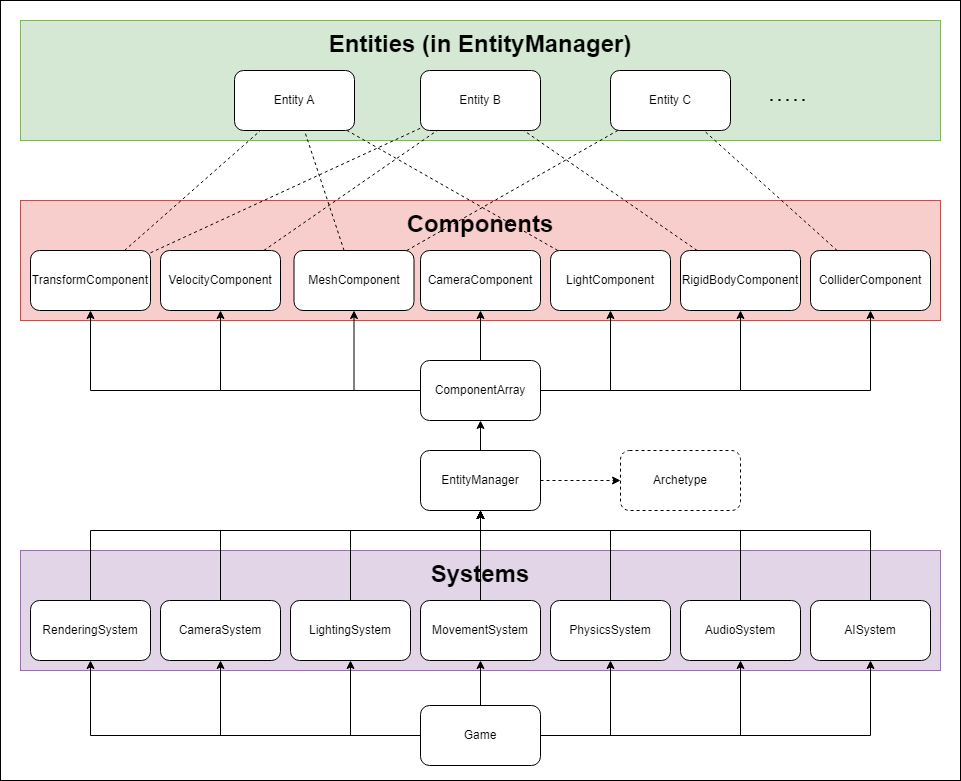 Entities (in EntityManager)
Entity A
Entity B
Entity C
.....
Components
TransformComponent
VelocityComponent
MeshComponent
CameraComponent
LightComponent
RigidBodyComponent
ColliderComponent
ComponentArray
EntityManager
Archetype
Systems
RenderingSystem
CameraSystem
LightingSystem
MovementSystem
PhysicsSystem
AudioSystem
AISystem
Game